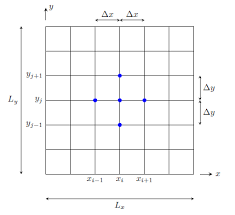 y
Δx Δx
y_{j+1}
Δy
L_y y_j
Δy
y_{j−1}
x
x_{i−1} x_i x_{i+1}
L_x